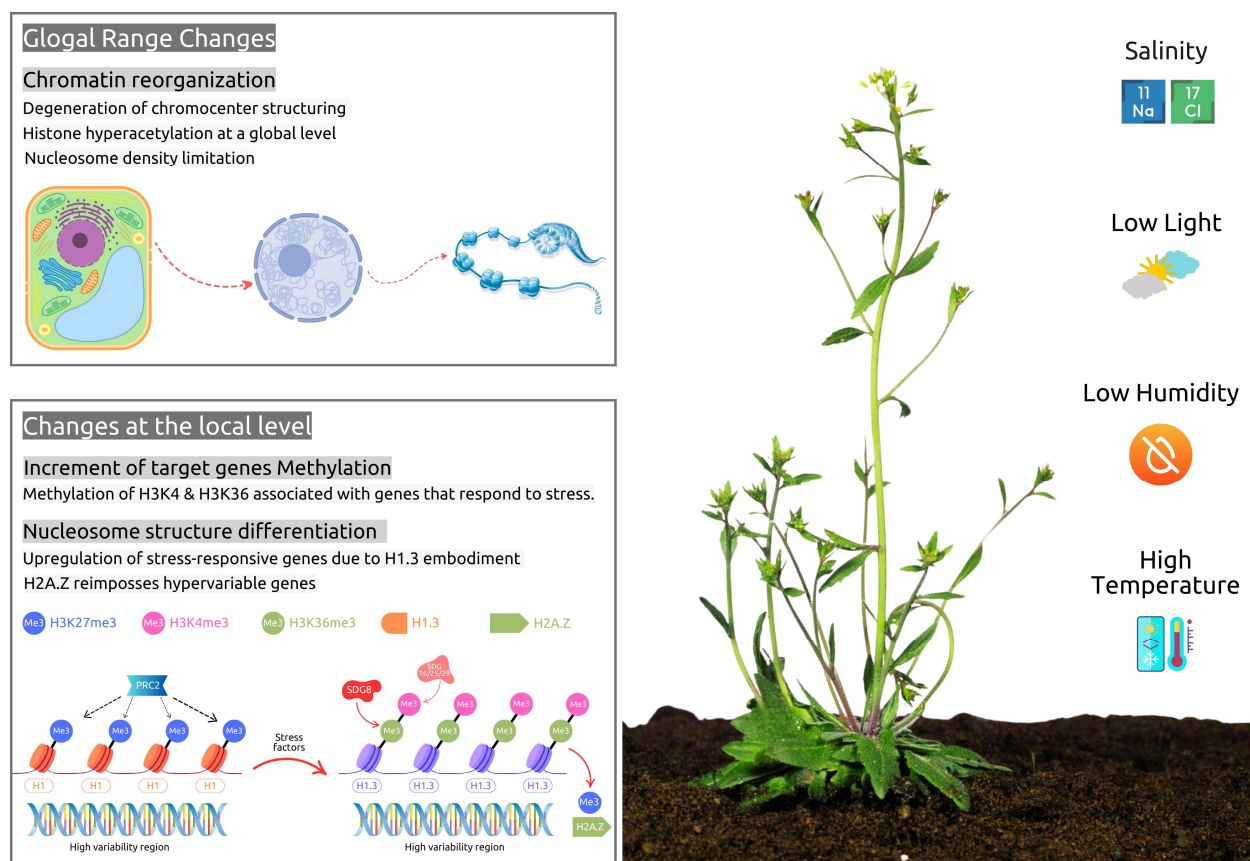 Glogal Range Changes
Chromatin reorganization
Degeneration of chromocenter structuring
Histone hyperacetylation at a global level
Nucleosome density limitation
Changes at the local level
Increment of target genes Methylation
Methylation of H3K4 & H3K36 associated with genes that respond to stress.
Nucleosome structure differentiation
Upregulation of stress-responsive genes due to H1.3 embodiment
H2A.Z reimposses hypervariable genes
Me3 H3K27me3 Me3 H3K4me3 Me3 H3K36me3 H1.3 H2A.Z
PRC2
Me3 Me3 Me3 Me3
H1 H1 H1 H1
High variability region
Stress
factors
SDG8
SDG
16/25/29
Me3 Me3 Me3 Me3
Me3 Me3 Me3 Me3
H1.3 H1.3 H1.3 H1.3
Me3
H2A.Z
High variability region
Salinity
11
Na
17
Cl
Low Light
Low Humidity
High
Temperature